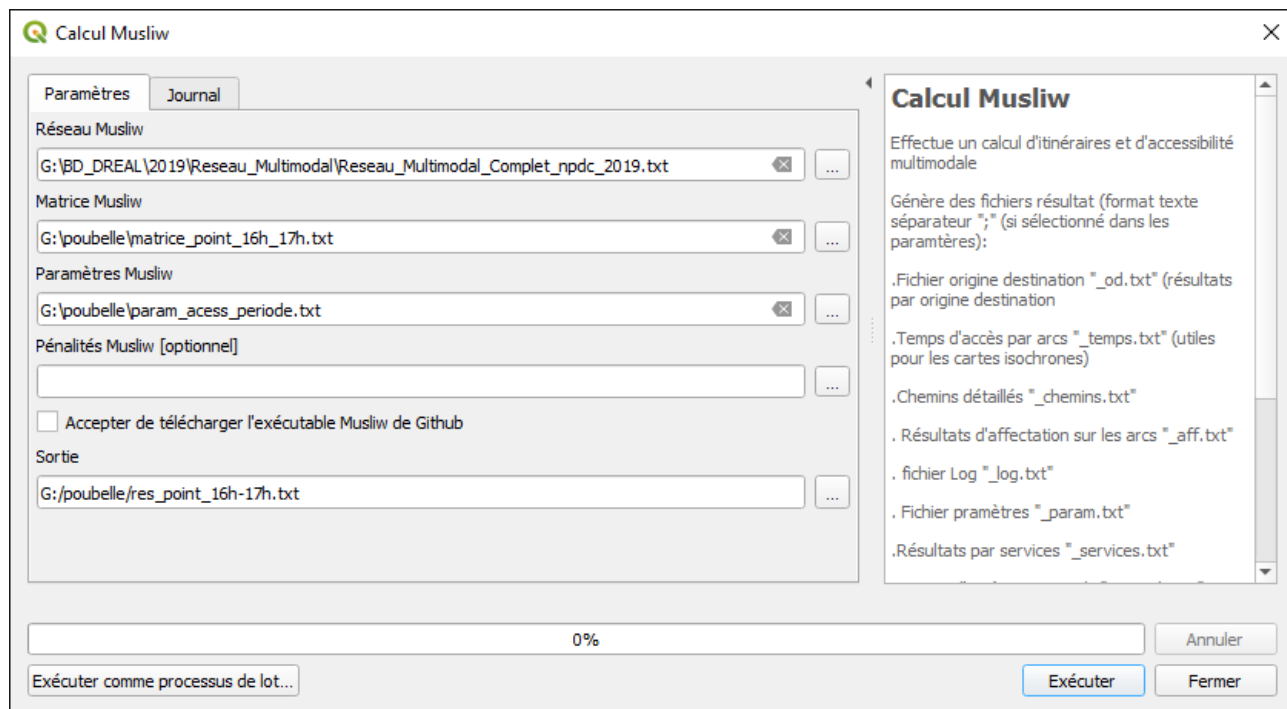 Calcul Musliw
Paramètres
Journal
Réseau Musliw
G:\BD_DREAL\2019\Reseau_Multimodal\Reseau_Multimodal_Complet_npdc_2019.txt
...
Matrice Musliw
G:\poubelle\matrice_point_16h_17h.txt
...
Paramètres Musliw
G:\poubelle\param_acess_periode.txt
...
Pénalités Musliw [optionnel]
...
Accepter de télécharger l'exécutable Musliw de Github
Sortie
G:/poubelle/res_point_16h-17h.txt
...
Calcul Musliw
Effectue un calcul d'itinéraires et d'accessibilité
multimodale
Génère des fichiers résultat (format texte
séparateur ";" (si sélectionné dans les
paramtères):
.Fichier origine destination "_od.txt" (résultats
par origine destination
.Temps d'accès par arcs "_temps.txt" (utiles
pour les cartes isochrones)
.Chemins détaillés "_chemins.txt"
. Résultats d'affectation sur les arcs "_aff.txt"
. fichier Log "_log.txt"
. Fichier pramètres "_param.txt"
.Résultats par services "_services.txt"
0%
Annuler
Exécuter comme processus de lot...
Exécuter
Fermer